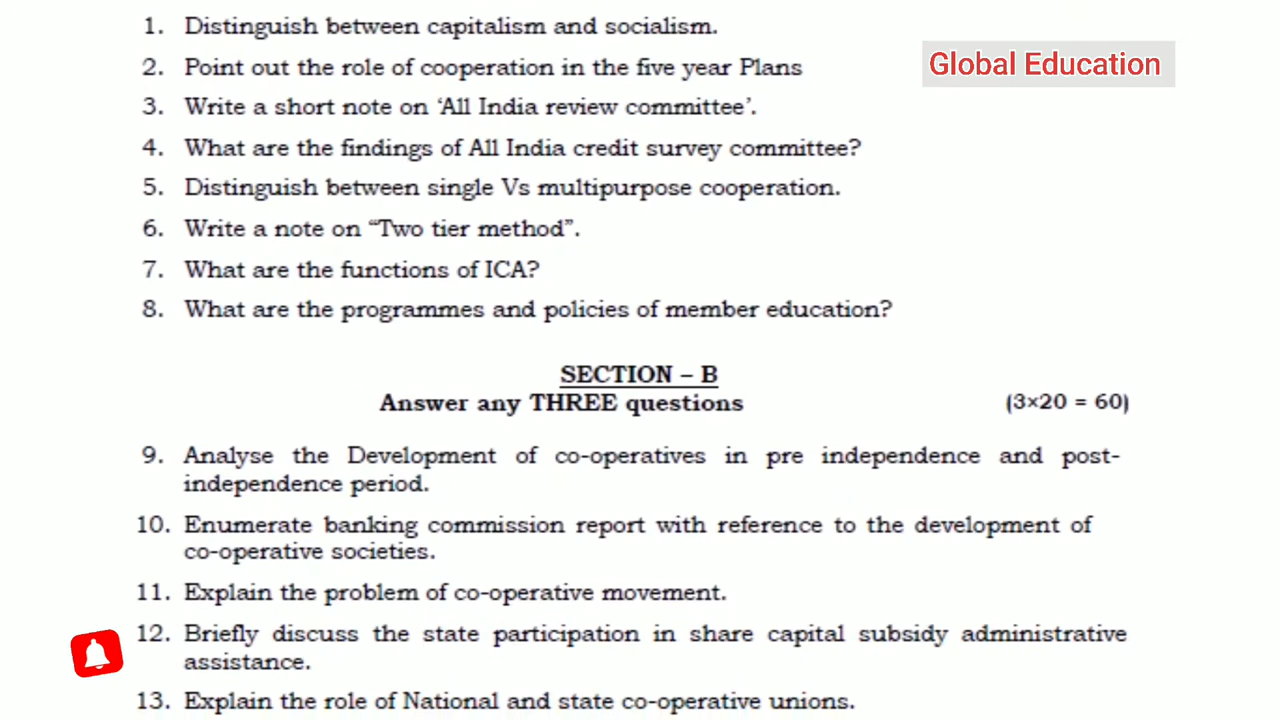 1. Distinguish between capitalism and socialism.
Global Education
2. Point out the role of cooperation in the five year Plans
3. Write a short note on ‘All India review committee’.
4. What are the findings of All India credit survey committee?
5. Distinguish between single Vs multipurpose cooperation.
6. Write a note on “Two tier method”.
7. What are the functions of ICA?
8. What are the programmes and policies of member education?
SECTION – B
Answer any THREE questions (3×20 = 60)
9. Analyse the Development of co-operatives in pre independence and post-
independence period.
10. Enumerate banking commission report with reference to the development of
co-operative societies.
11. Explain the problem of co-operative movement.
12. Briefly discuss the state participation in share capital subsidy administrative
assistance.
13. Explain the role of National and state co-operative unions.